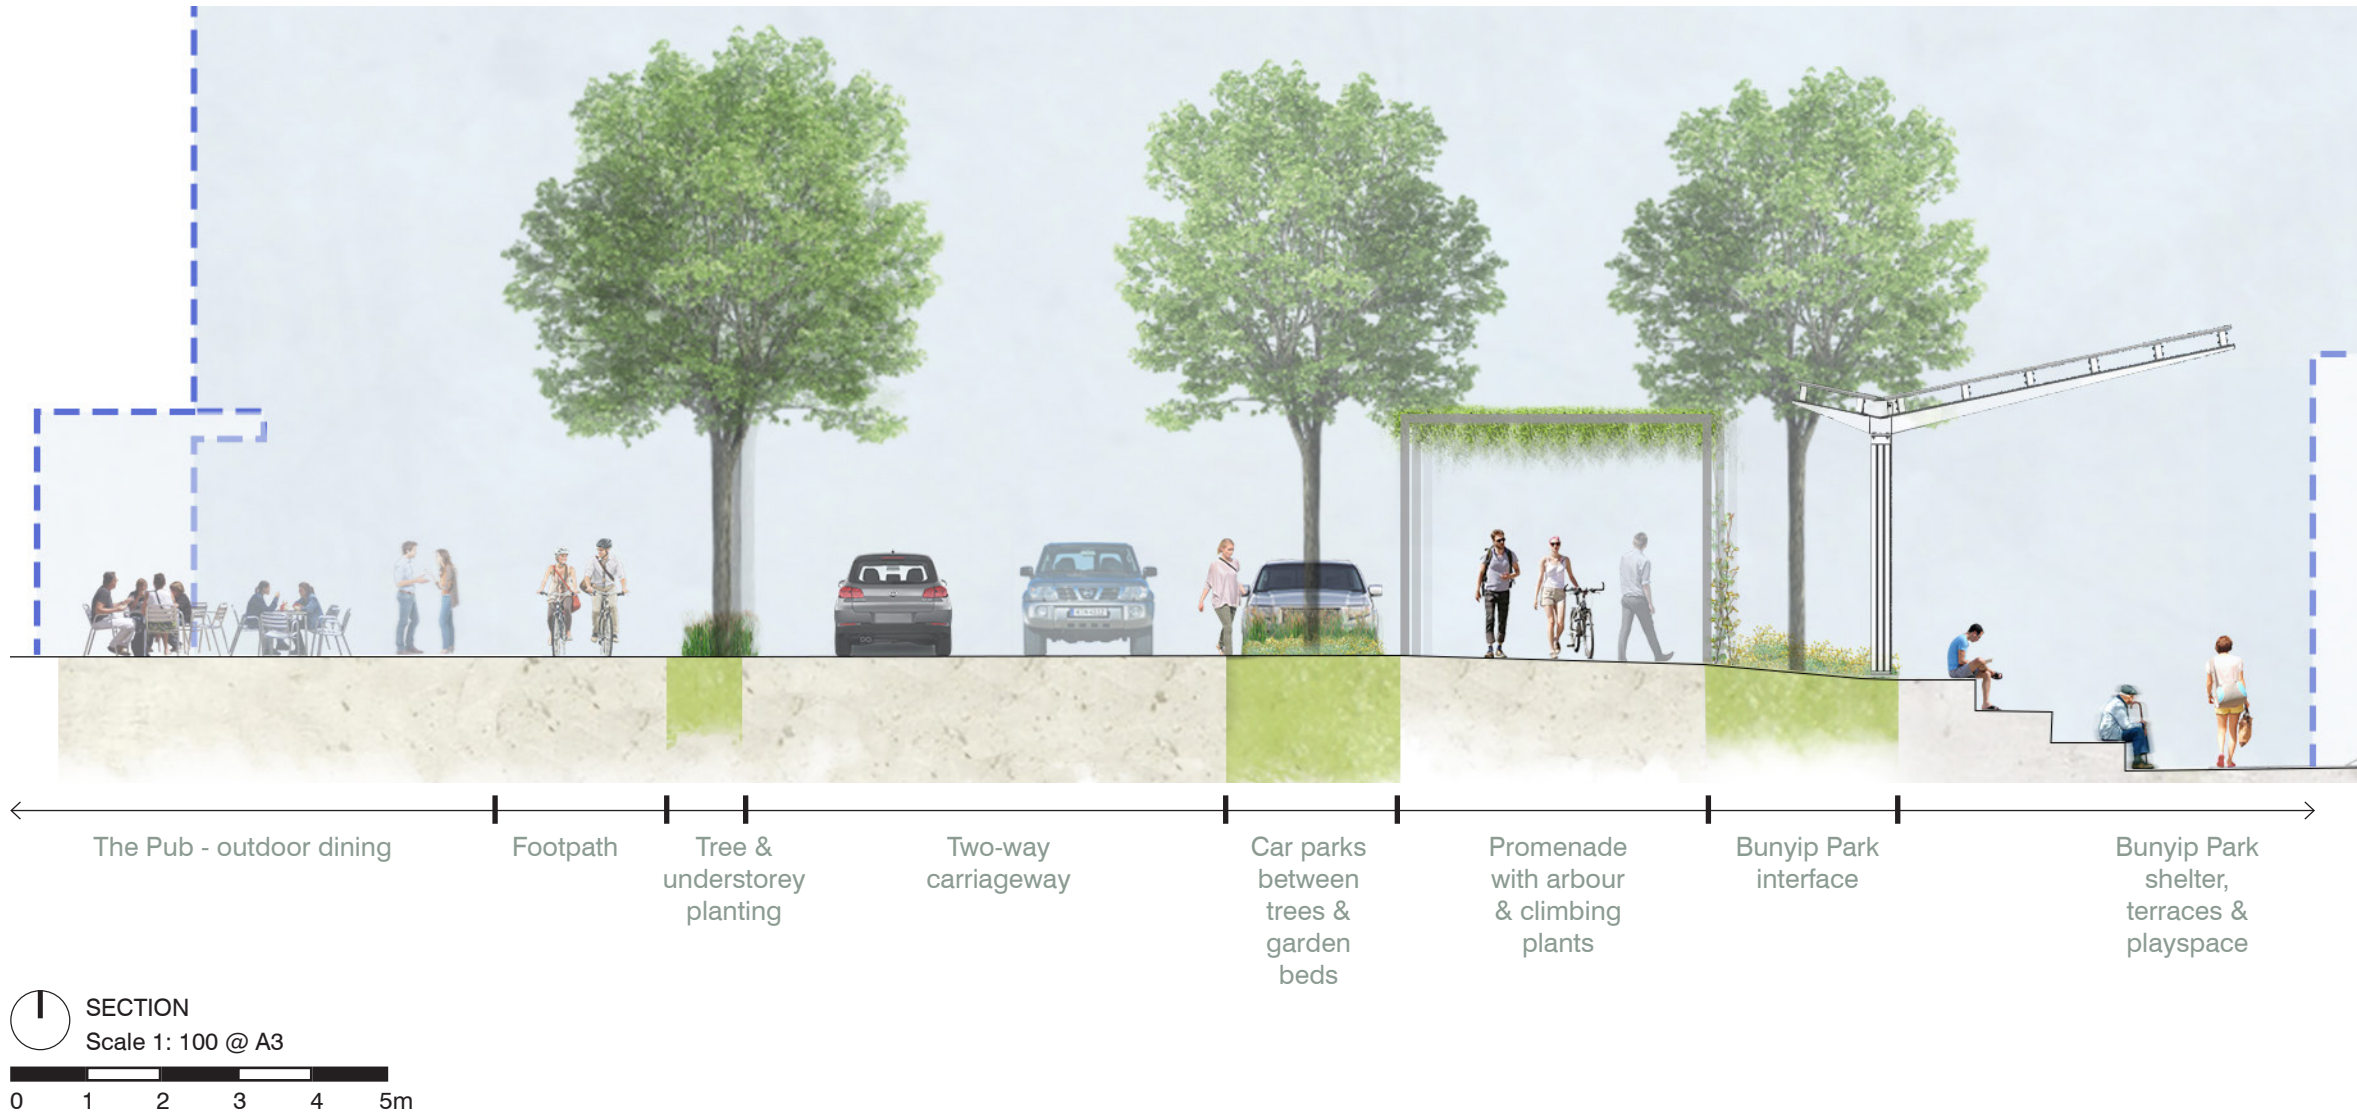 The Pub - outdoor dining
Footpath
Tree &
understorey
planting
Two-way
carriageway
Car parks
between
trees &
garden
beds
Promenade
with arbour
& climbing
plants
Bunyip Park
interface
Bunyip Park
shelter,
terraces &
playspace
SECTION
Scale 1: 100 @ A3
0 1 2 3 4 5m